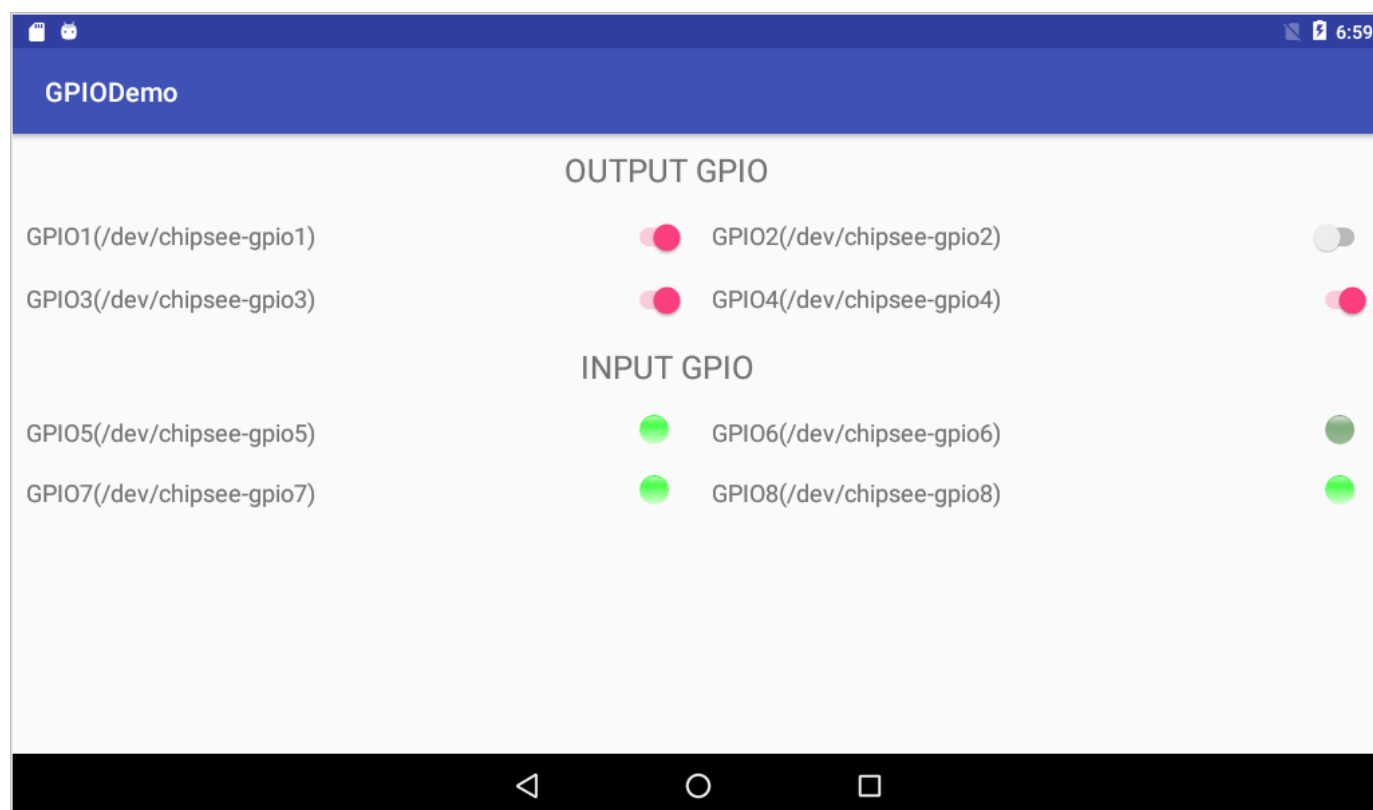 6:59
GPIODemo
OUTPUT GPIO
GPIO1(/dev/chipsee-gpio1) GPIO2(/dev/chipsee-gpio2)
GPIO3(/dev/chipsee-gpio3) GPIO4(/dev/chipsee-gpio4)
INPUT GPIO
GPIO5(/dev/chipsee-gpio5) GPIO6(/dev/chipsee-gpio6)
GPIO7(/dev/chipsee-gpio7) GPIO8(/dev/chipsee-gpio8)